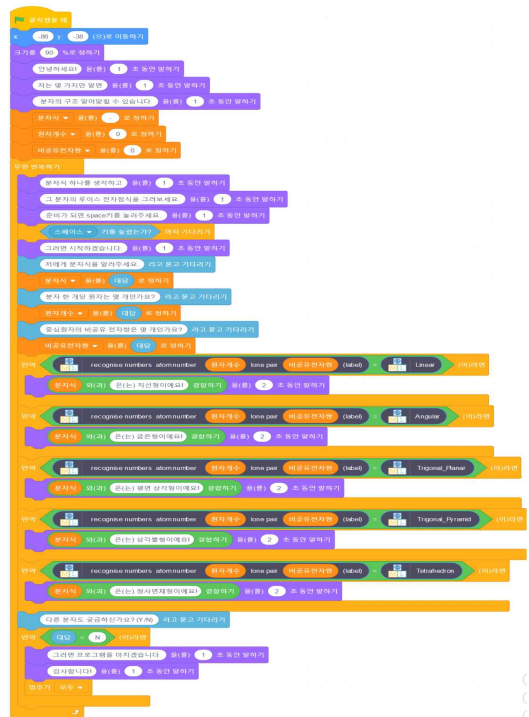 클릭했을 때
x: -86 y: -38 (으)로 이동하기
크기를 90 %로 정하기
안녕하세요! 을(를) 1 초 동안 말하기
저는 몇 가지만 알면 을(를) 1 초 동안 말하기
분자의 구조 알아맞힐 수 있습니다. 을(를) 1 초 동안 말하기
분자식 을(를) - 로 정하기
원자개수 을(를) 0 로 정하기
비공유전자쌍 을(를) 0 로 정하기
무한 반복하기
분자식 하나를 생각하고 을(를) 1 초 동안 말하기
그 분자의 루이스 전자점식을 그려보세요. 을(를) 1 초 동안 말하기
준비가 되면 space키를 눌러주세요. 을(를) 1 초 동안 말하기
스페이스 키를 눌렀는가? 까지 기다리기
그러면 시작하겠습니다. 을(를) 1 초 동안 말하기
저에게 분자식을 알려주세요. 라고 묻고 기다리기
분자식 을(를) 대답 로 정하기
분자 한 개당 원자는 몇 개인가요? 라고 묻고 기다리기
원자개수 을(를) 대답 로 정하기
중심원자의 비공유 전자쌍은 몇 개인가요? 라고 묻고 기다리기
비공유전자쌍 을(를) 대답 로 정하기
만약 recognise numbers atomnumber 원자개수 lone pair 비공유전자쌍 (label) = Linear (이)라면
분자식 와(과) 은(는) 직선형이예요! 결합하기 을(를) 2 초 동안 말하기
만약 recognise numbers atomnumber 원자개수 lone pair 비공유전자쌍 (label) = Angular (이)라면
분자식 와(과) 은(는) 굽은형이예요! 결합하기 을(를) 2 초 동안 말하기
만약 recognise numbers atomnumber 원자개수 lone pair 비공유전자쌍 (label) = Trigonal_Planar (이)라면
분자식 와(과) 은(는) 평면 삼각형이예요! 결합하기 을(를) 2 초 동안 말하기
만약 recognise numbers atomnumber 원자개수 lone pair 비공유전자쌍 (label) = Trigonal_Pyramid (이)라면
분자식 와(과) 은(는) 삼각뿔형이예요! 결합하기 을(를) 2 초 동안 말하기
만약 recognise numbers atomnumber 원자개수 lone pair 비공유전자쌍 (label) = Tetrahedron (이)라면
분자식 와(과) 은(는) 정사면체형이예요! 결합하기 을(를) 2 초 동안 말하기
다른 분자도 궁금하신가요? (Y/N) 라고 묻고 기다리기
만약 대답 = N (이)라면
그러면 프로그램을 마치겠습니다. 을(를) 1 초 동안 말하기
감사합니다! 을(를) 1 초 동안 말하기
멈추기 모두